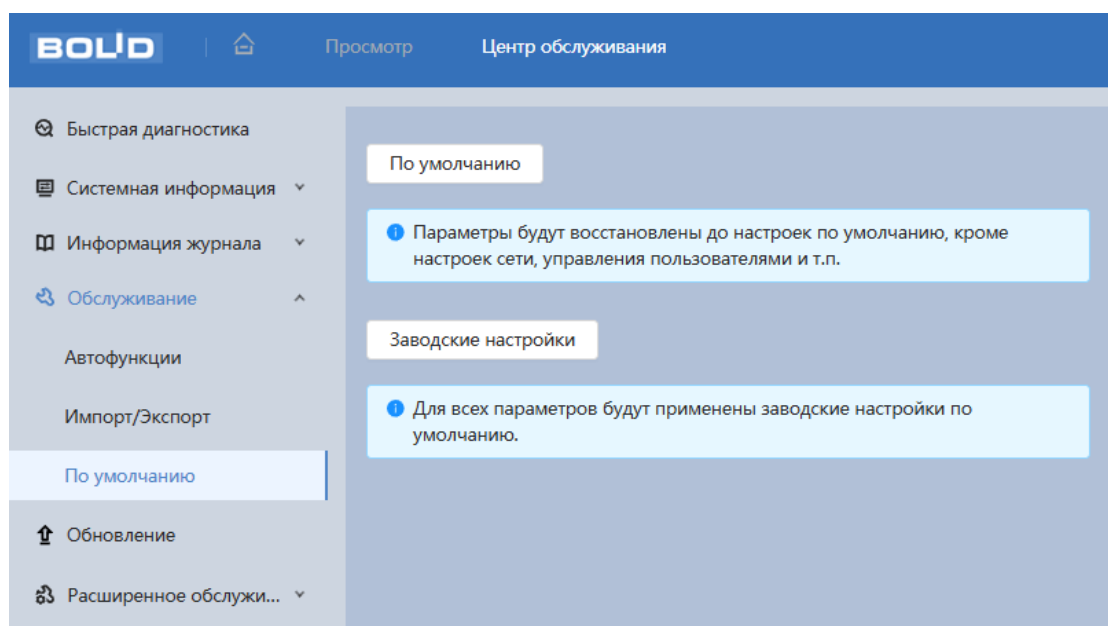 BOLID
Просмотр
Центр обслуживания
Быстрая диагностика
Системная информация
Информация журнала
Обслуживание
Автофункции
Импорт/Экспорт
По умолчанию
Обновление
Расширенное обслужи...
По умолчанию
Параметры будут восстановлены до настроек по умолчанию, кроме
настроек сети, управления пользователями и т.п.
Заводские настройки
Для всех параметров будут применены заводские настройки по
умолчанию.